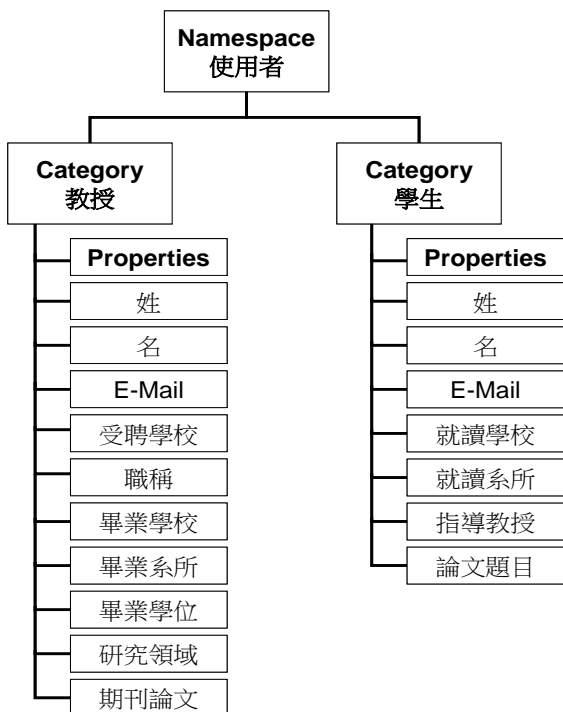 Namespace
使用者
Category
教授
Properties
姓
名
E-Mail
受聘學校
職稱
畢業學校
畢業系所
畢業學位
研究領域
期刊論文
Category
學生
Properties
姓
名
E-Mail
就讀學校
就讀系所
指導教授
論文題目